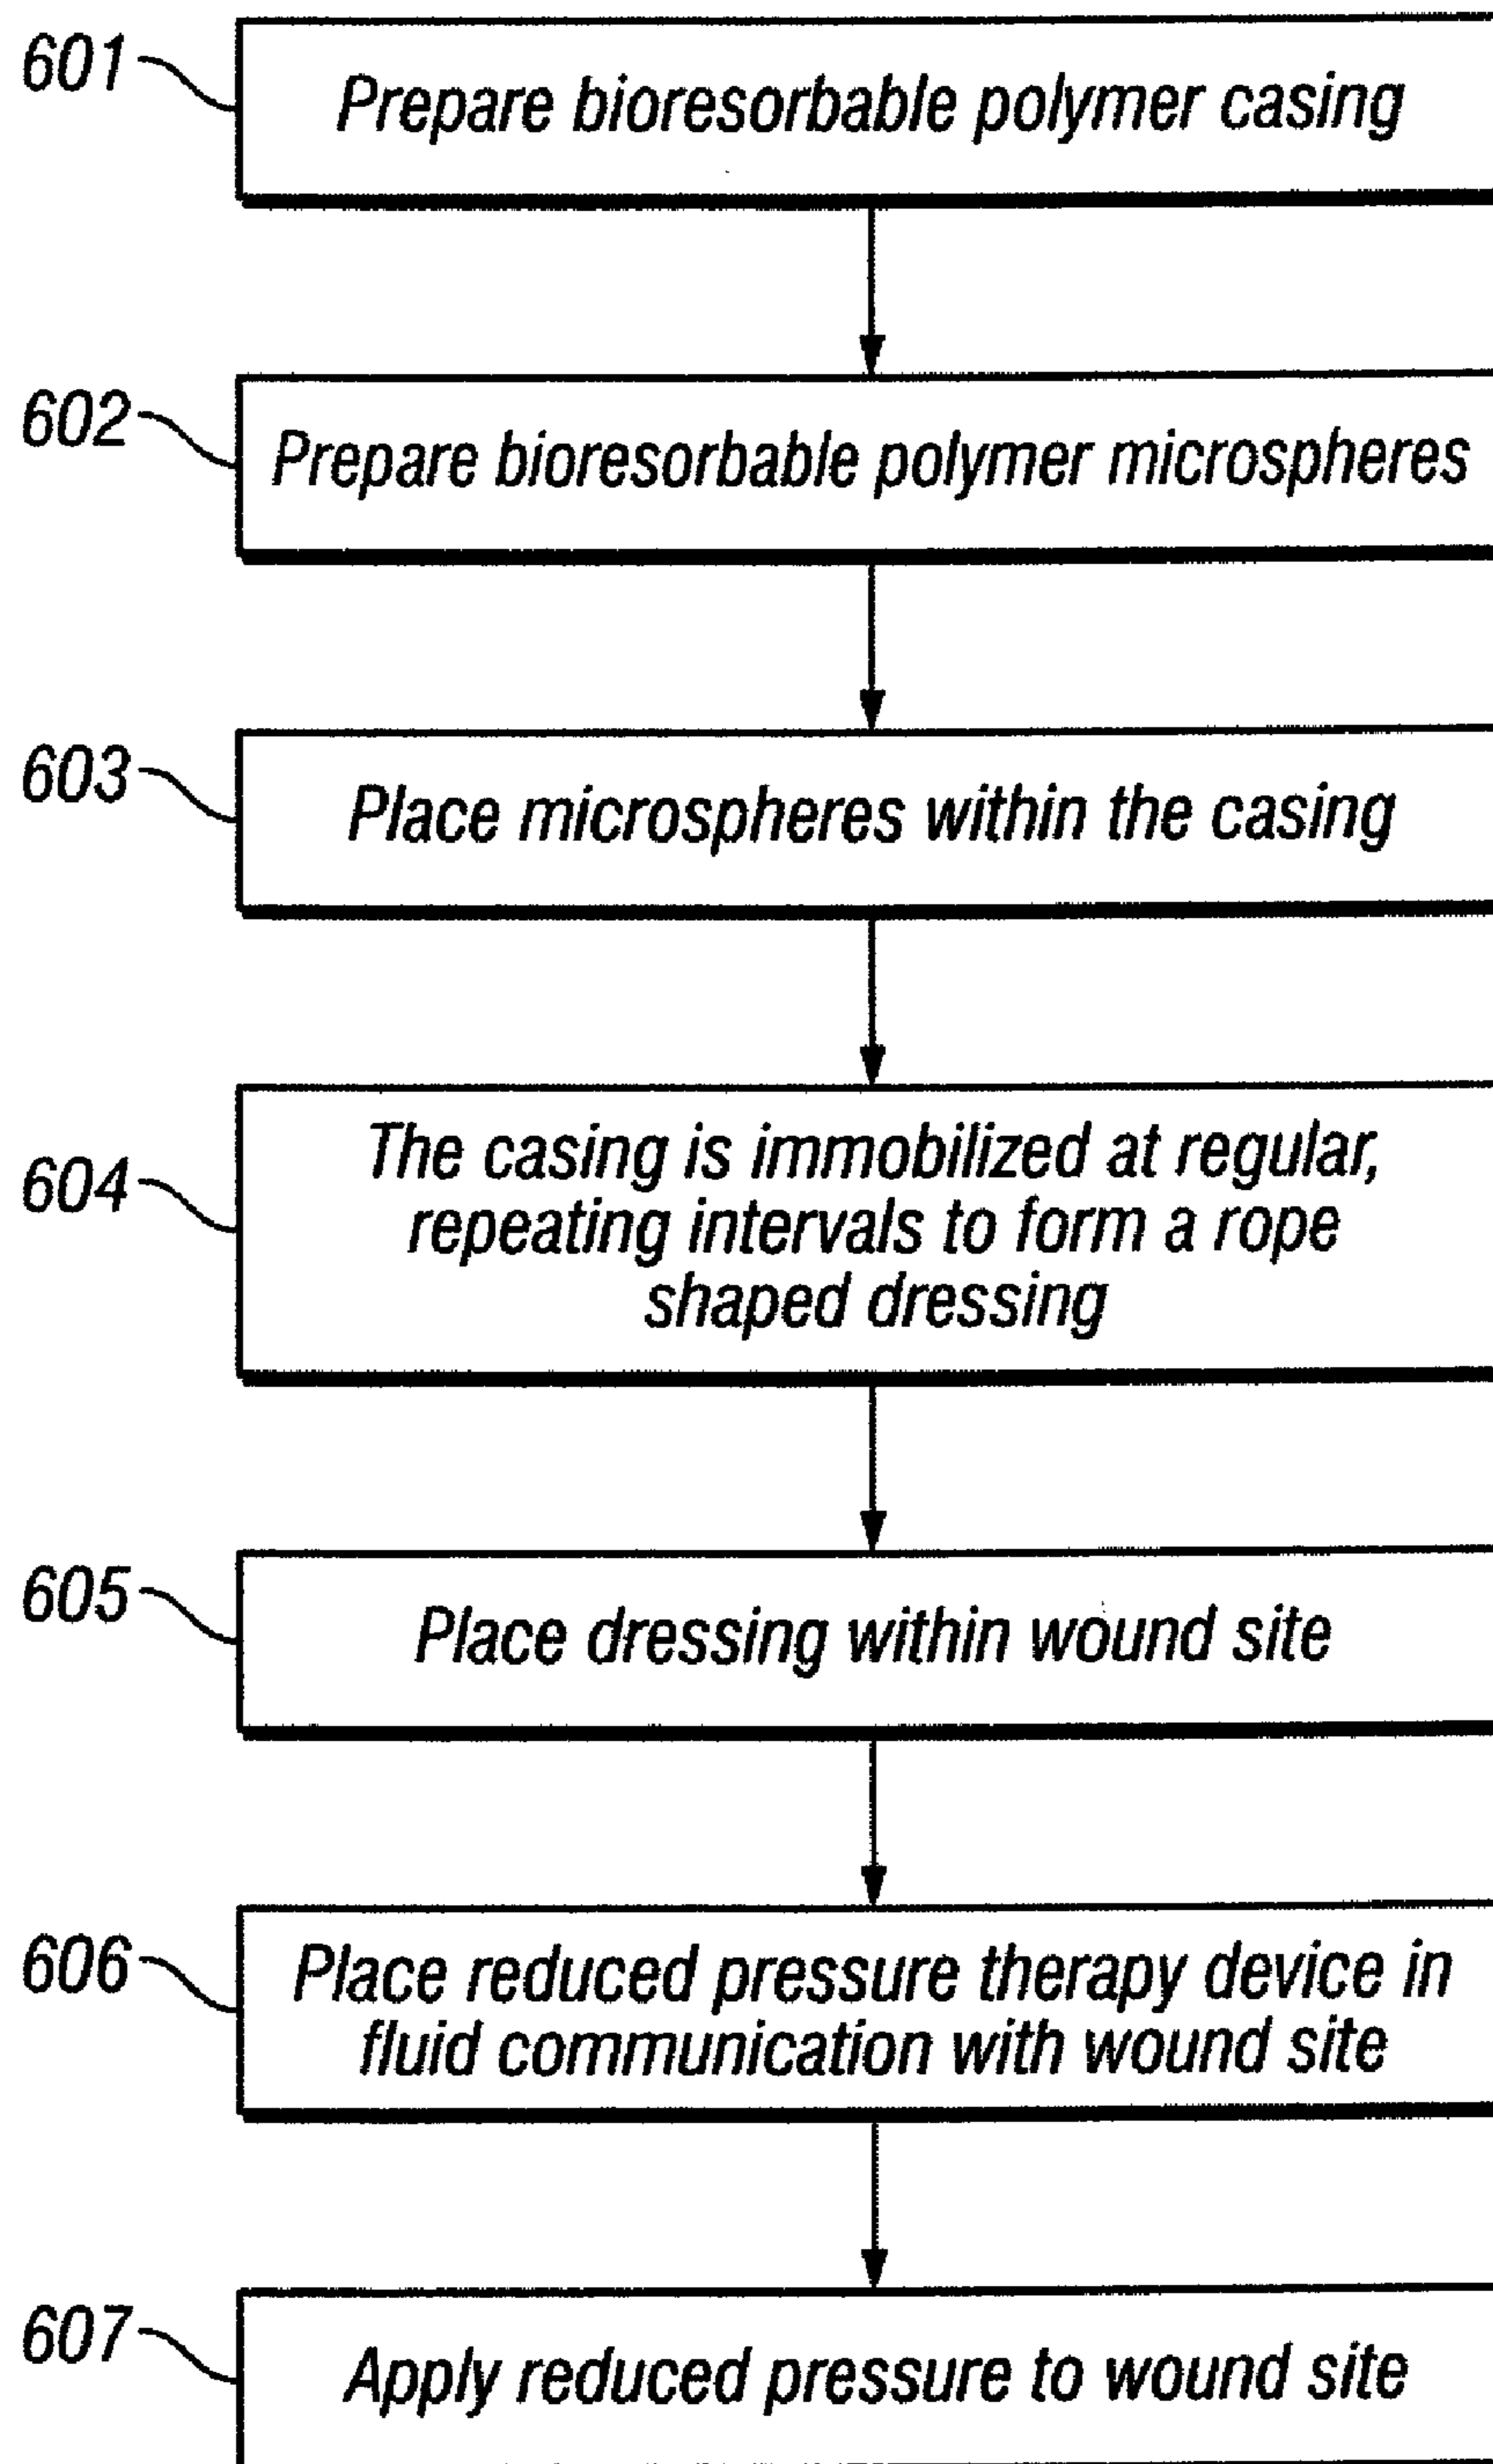 601
Prepare bioresorbable polymer casing
602
Prepare bioresorbable polymer microspheres
603
Place microspheres within the casing
604
The casing is immobilized at regular,
repeating intervals to form a rope
shaped dressing
605
Place dressing within wound site
606
Place reduced pressure therapy device in
fluid communication with wound site
607
Apply reduced pressure to wound site